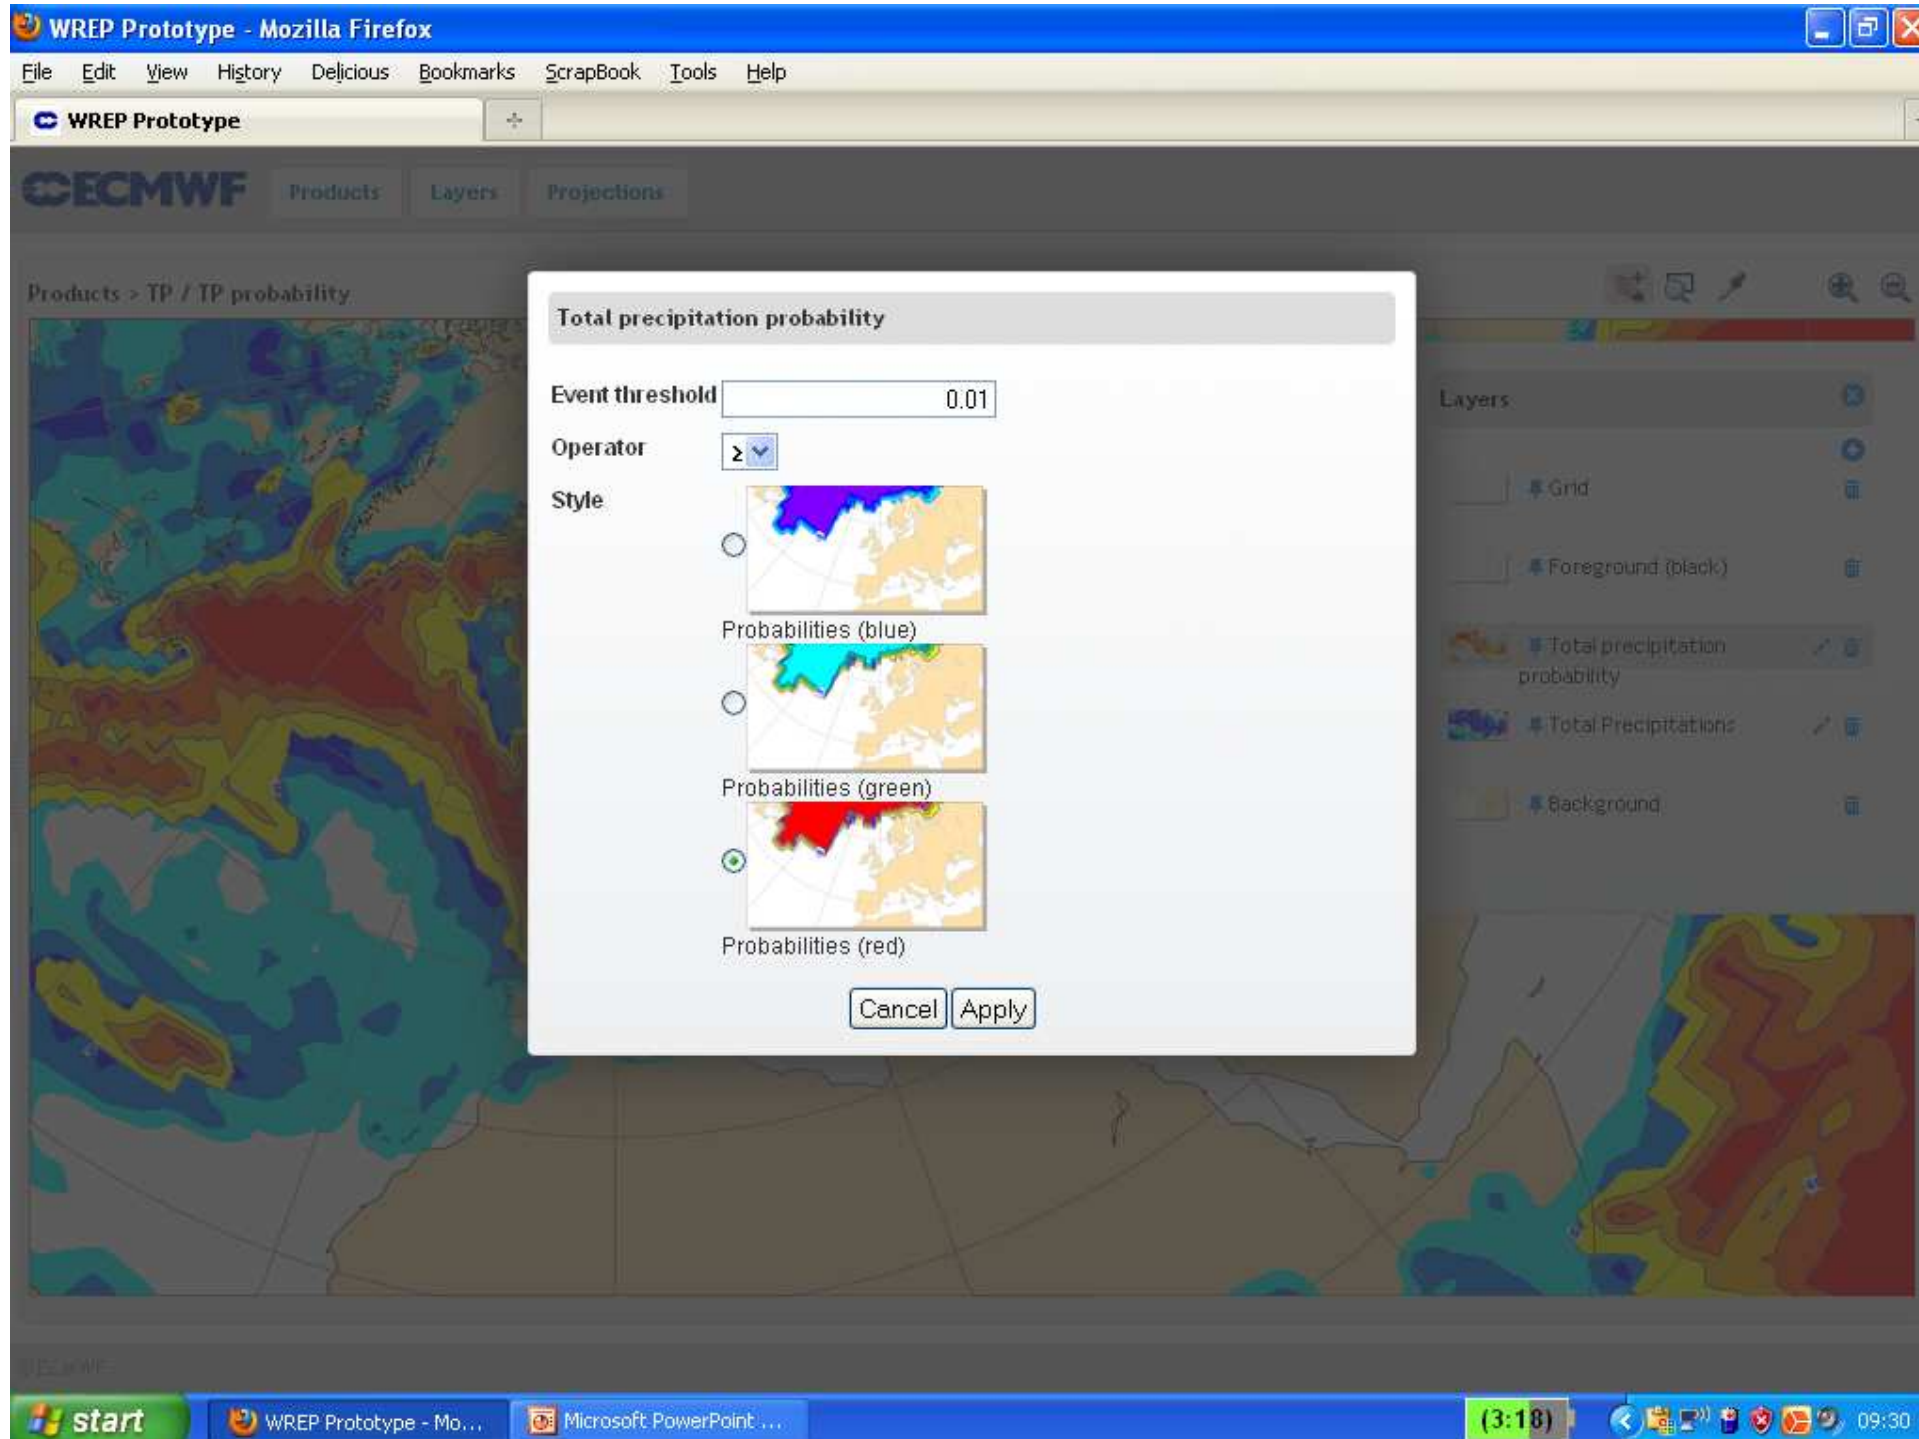 WREP Prototype - Mozilla Firefox
File Edit View History Delicious Bookmarks ScrapBook Tools Help
WREP Prototype
ECMWF Products Layers Projections
Products > TP / TP probability
Total precipitation probability
Event threshold 0.01
Operator ≥
Style
Probabilities (blue)
Probabilities (green)
Probabilities (red)
Cancel Apply
Layers
Grid
Foreground (black)
Total precipitation
probability
Total Precipitations
Background
start WREP Prototype - Mo... Microsoft PowerPoint ... (3:18) 09:30